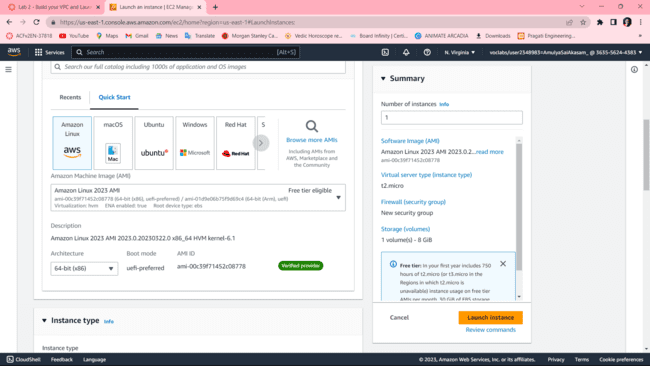 Lab 2 - Build your VPC and Laun
Launch an instance | EC2 Manag
https://us-east-1.console.aws.amazon.com/ec2/home?region=us-east-1#LaunchInstances:
ACFrOgN-37818
YouTube
Maps
Gmail
News
Translate
Morgan Stanley Ca...
Vedic Horoscope re...
Board Infinity | Cent...
ANIMATE ARCADIA
Downloads
Pragati Engineering...
Other bookmarks
aws
Services
Search
[Alt+S]
N. Virginia
Search our full catalog including 1000s of application and OS images
Recents
Quick Start
Amazon Linux
aws
macOS
Mac
Ubuntu
ubuntu
Windows
Microsoft
Red Hat
Red Hat
S
Browse more AMIs
Including AMIs from
AWS, Marketplace and
the Community
Amazon Machine Image (AMI)
Amazon Linux 2023 AMI
Free tier eligible
ami-00c39f71452c08778 (64-bit (x86), uefi-preferred) / ami-01d9e06b75f9d69ca (64-bit (Arm), uefi)
Virtualization: hvm ENA enabled: true Root device type: ebs
Description
Amazon Linux 2023 AMI 2023.0.20230322.0 x86_64 HVM kernel-6.1
Architecture
Boot mode
AMI ID
64-bit (x86)
uefi-preferred
ami-00c39f71452c08778
Verified provider
Instance type Info
Instance type
Summary
Number of instances Info
1
Software Image (AMI)
Amazon Linux 2023 AMI 2023.0.2...read more
ami-00c39f71452c08778
Virtual server type (instance type)
t2.micro
Firewall (security group)
New security group
Storage (volumes)
1 volume(s) - 8 GiB
Free tier: In your first year includes 750
hours of t2.micro (or t3.micro in the
Regions in which t2.micro is
unavailable) instance usage on free tier
AMIs per month, 30 GiB of EBS storage,
Cancel
Launch instance
Review commands
CloudShell
Feedback
Language
© 2023, Amazon Web Services, Inc. or its affiliates.
Privacy
Terms
Cookie preferences